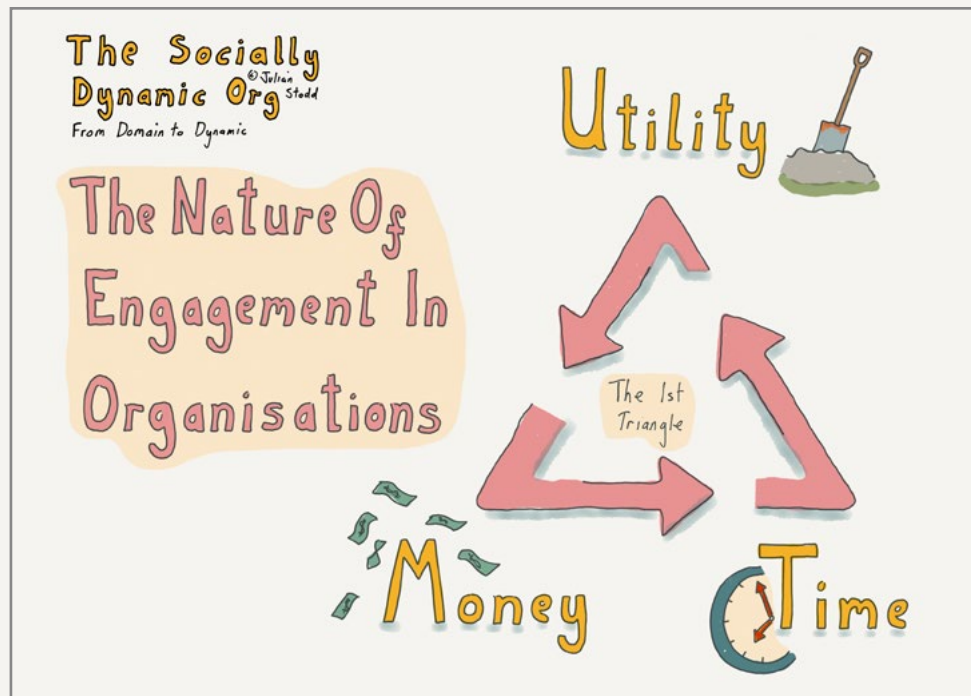 The Socially
© Julian
Dynamic Org Stodd
From Domain to Dynamic
The Nature Of
Engagement In
Organisations
Utility
The 1st
Triangle
Money
Time